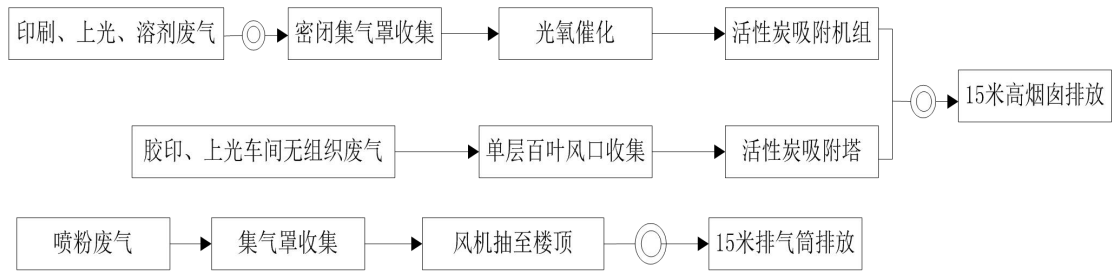 印刷、上光、溶剂废气
密闭集气罩收集
光氧催化
活性炭吸附机组
15米高烟囱排放
胶印、上光车间无组织废气
单层百叶风口收集
活性炭吸附塔
喷粉废气
集气罩收集
风机抽至楼顶
15米排气筒排放